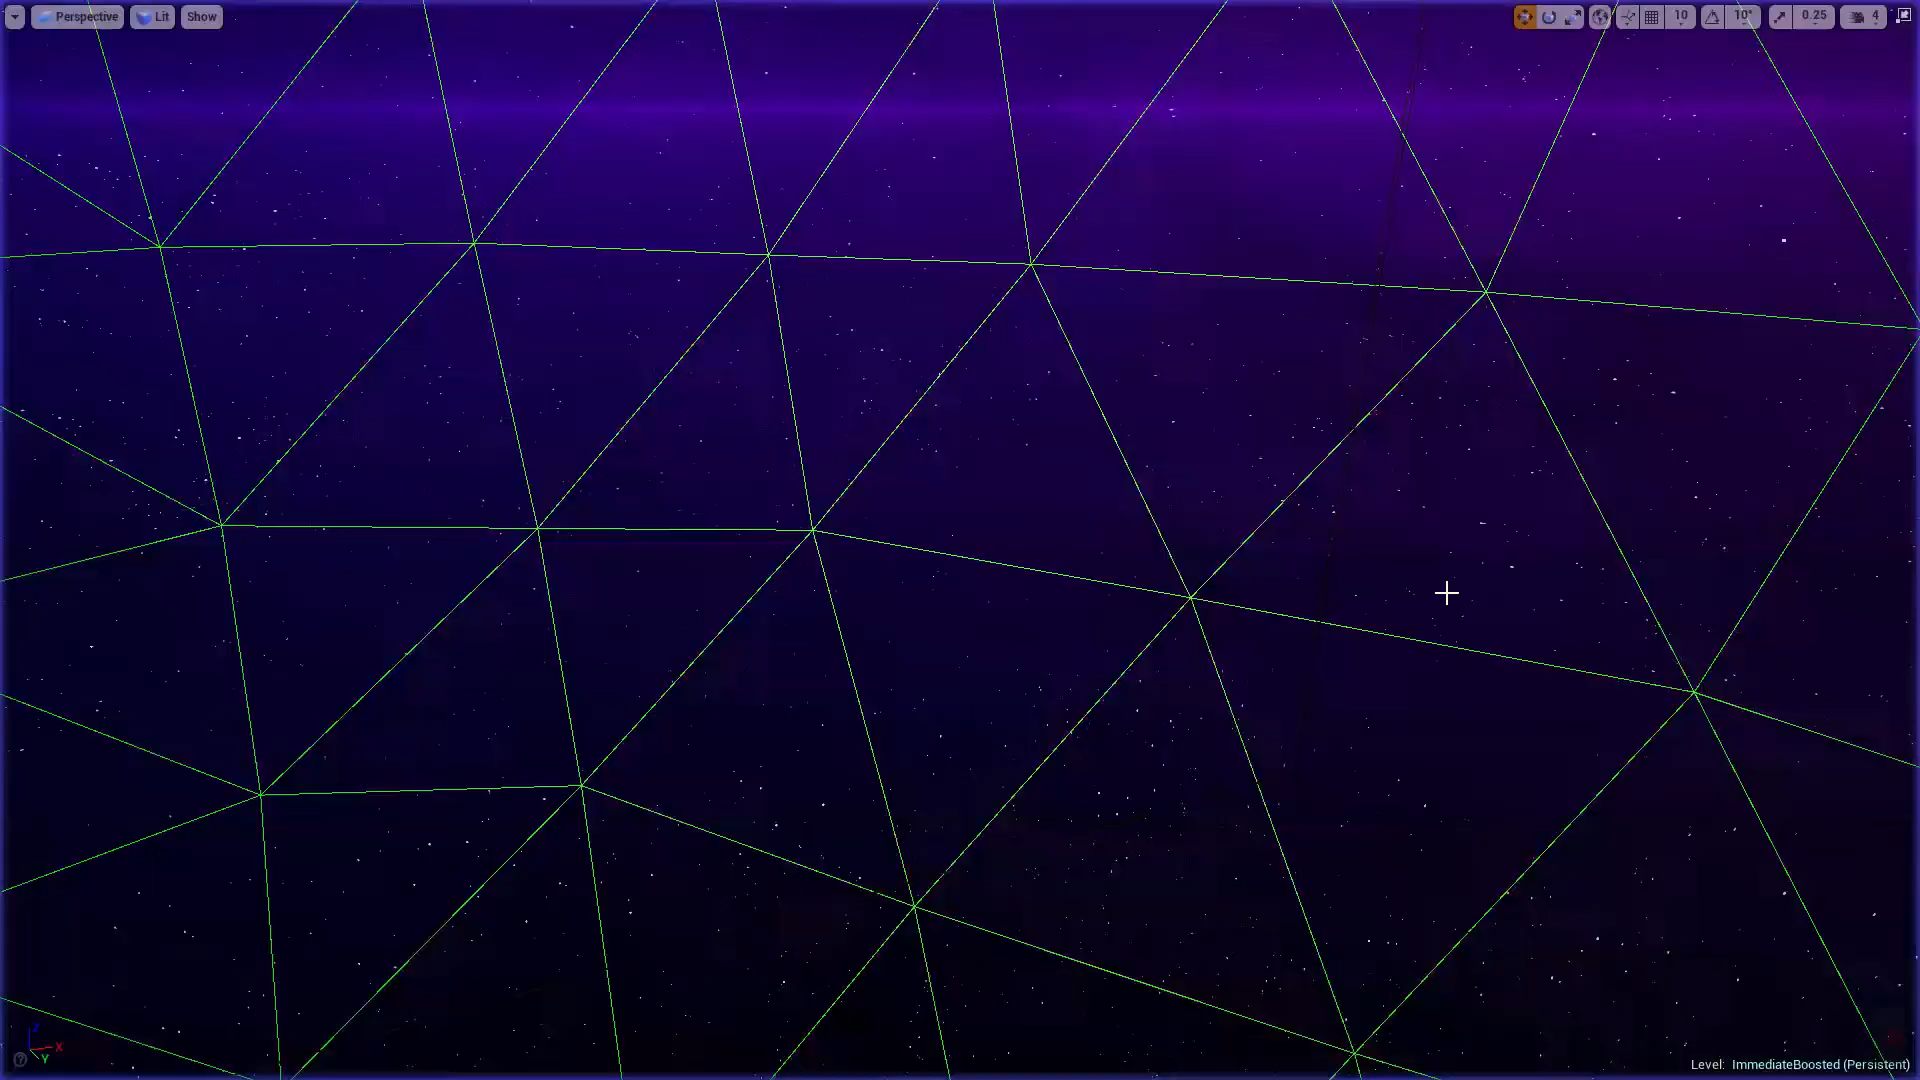 Perspective Lit Show 10 10° 0.25 4
Z
X
Y
Level: ImmediateBoosted (Persistent)